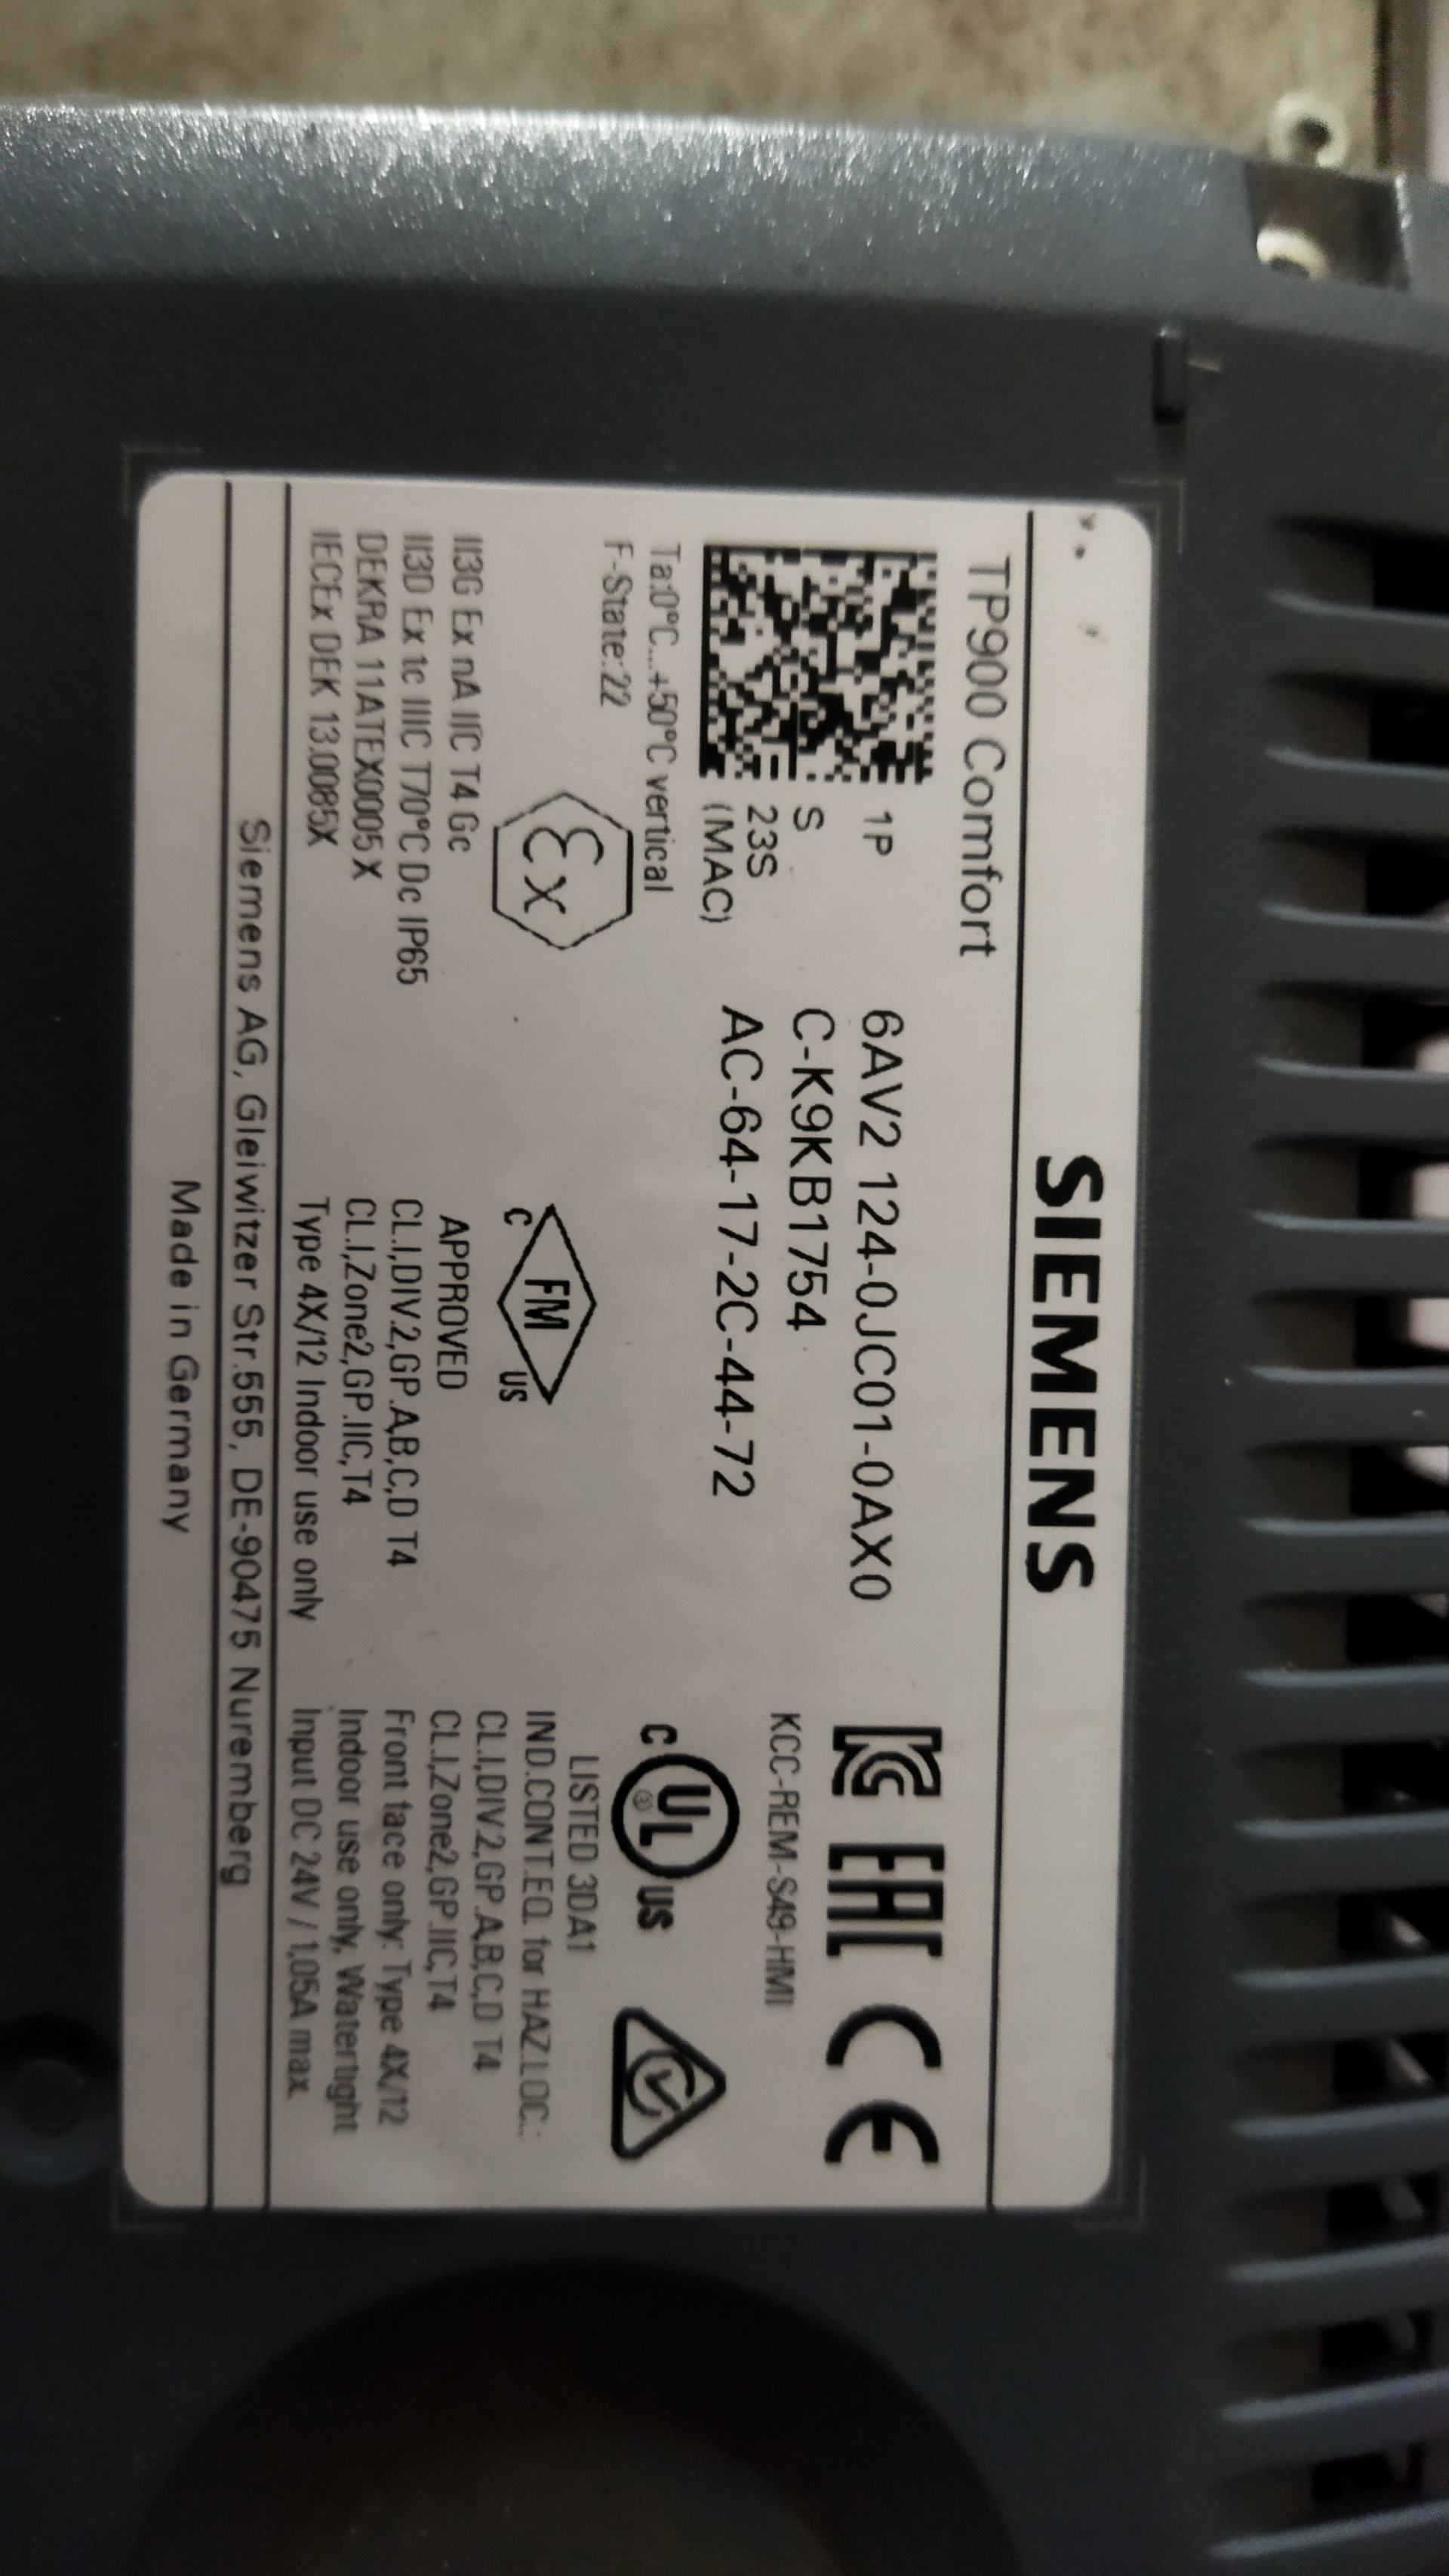 SIEMENS
TP900 Comfort
1P 6AV2 124-0JC01-0AX0
S C-K9KB1754
23S AC-64-17-2C-44-72
(MAC)
Ta:0°C...+50°C vertical
F-State:22
Ex
II3G Ex nA IIC T4 Gc
II3D Ex tc IIIC T70°C Dc IP65
DEKRA 11ATEX0005 X
IECEx DEK 13.0085X
C FM US
APPROVED
CL.I,DIV.2,GP.A,B,C,D T4
CL.I,Zone2,GP.IIC,T4
Type 4X/12 Indoor use only
EAC CE
KCC-REM-S49-HMI
C UL US
LISTED 3DA1
IND.CONT.EQ. for HAZ.LOC.:
CL.I,DIV.2,GP.A,B,C,D T4
CL.I,Zone2,GP.IIC,T4
Front face only: Type 4X/12
Indoor use only, Watertight
Input DC 24V / 1,05A max.
Siemens AG, Gleiwitzer Str.555, DE-90475 Nuremberg
Made in Germany